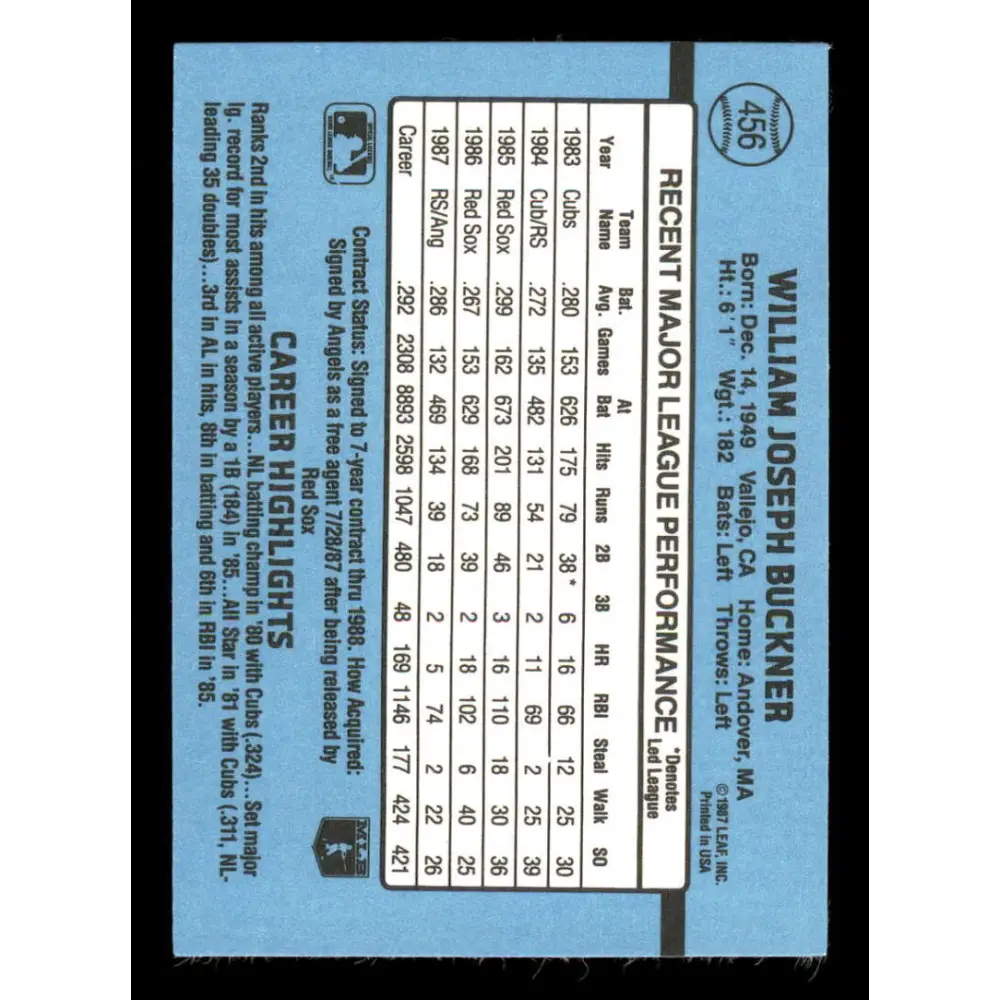 456
WILLIAM JOSEPH BUCKNER
Born: Dec. 14, 1949 Vallejo, CA Home: Andover, MA
Ht.: 6'1" Wgt.: 182 Bats: Left Throws: Left
©1987 LEAF, INC.
Printed in USA
RECENT MAJOR LEAGUE PERFORMANCE
*Denotes
Led League
Year Team Name Bat. Avg. Games At Bat Hits Runs 2B 3B HR RBI Steal Walk SO
1983 Cubs .280 153 626 175 79 38* 6 16 66 12 25 30
1984 Cub/RS .272 135 482 131 54 21 2 11 69 2 25 39
1985 Red Sox .299 162 673 201 89 46 3 16 110 18 30 36
1986 Red Sox .267 153 629 168 73 39 2 18 102 6 40 25
1987 RS/Ang .286 132 469 134 39 18 2 5 74 2 22 26
Career .292 2308 8893 2598 1047 480 48 169 1146 177 424 421
Contract Status: Signed to 7-year contract thru 1988. How Acquired:
Signed by Angels as a free agent 7/28/87 after being released by
Red Sox
MLB
CAREER HIGHLIGHTS
Ranks 2nd in hits among all active players...NL batting champ in '80 with Cubs (.324)...Set major
lg. record for most assists in a season by a 1B (184) in '85...All Star in '81 with Cubs (.311, NL-
leading 35 doubles)...3rd in AL in hits, 8th in batting and 6th in RBI in '85.